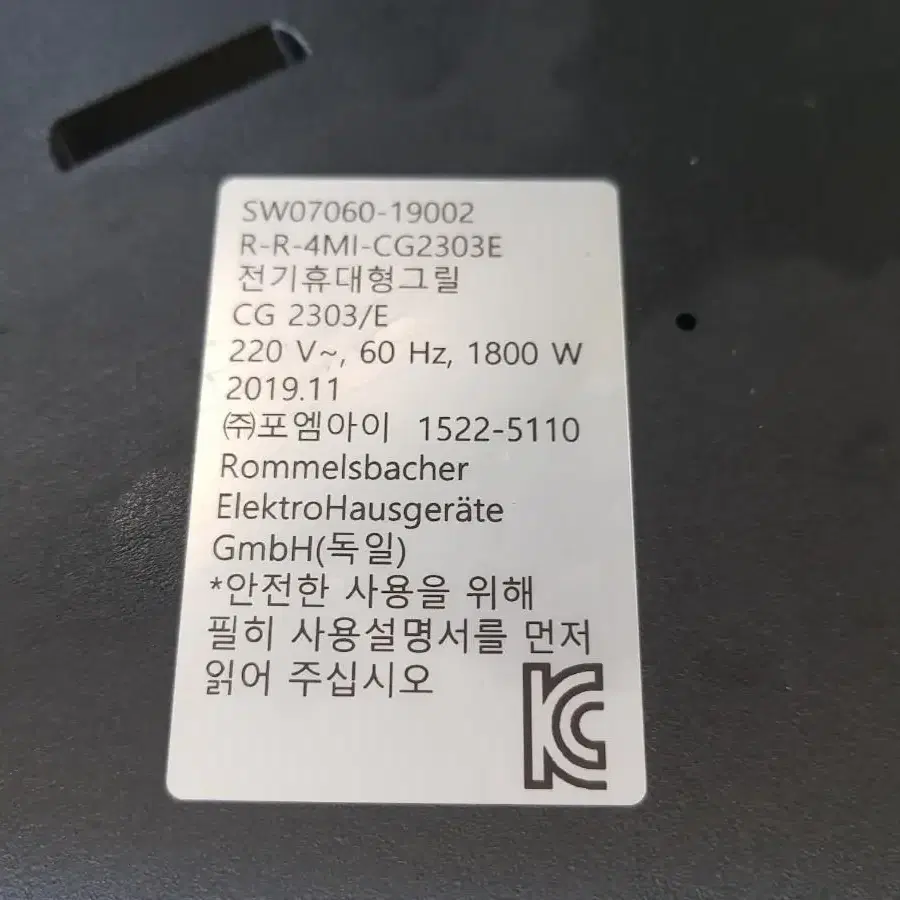 SW07060-19002
R-R-4MI-CG2303E
전기휴대형그릴
CG 2303/E
220 V~, 60 Hz, 1800 W
2019.11
㈜포엠아이 1522-5110
Rommelsbacher
ElektroHausgeräte
GmbH(독일)
*안전한 사용을 위해
필히 사용설명서를 먼저
읽어 주십시오
KC